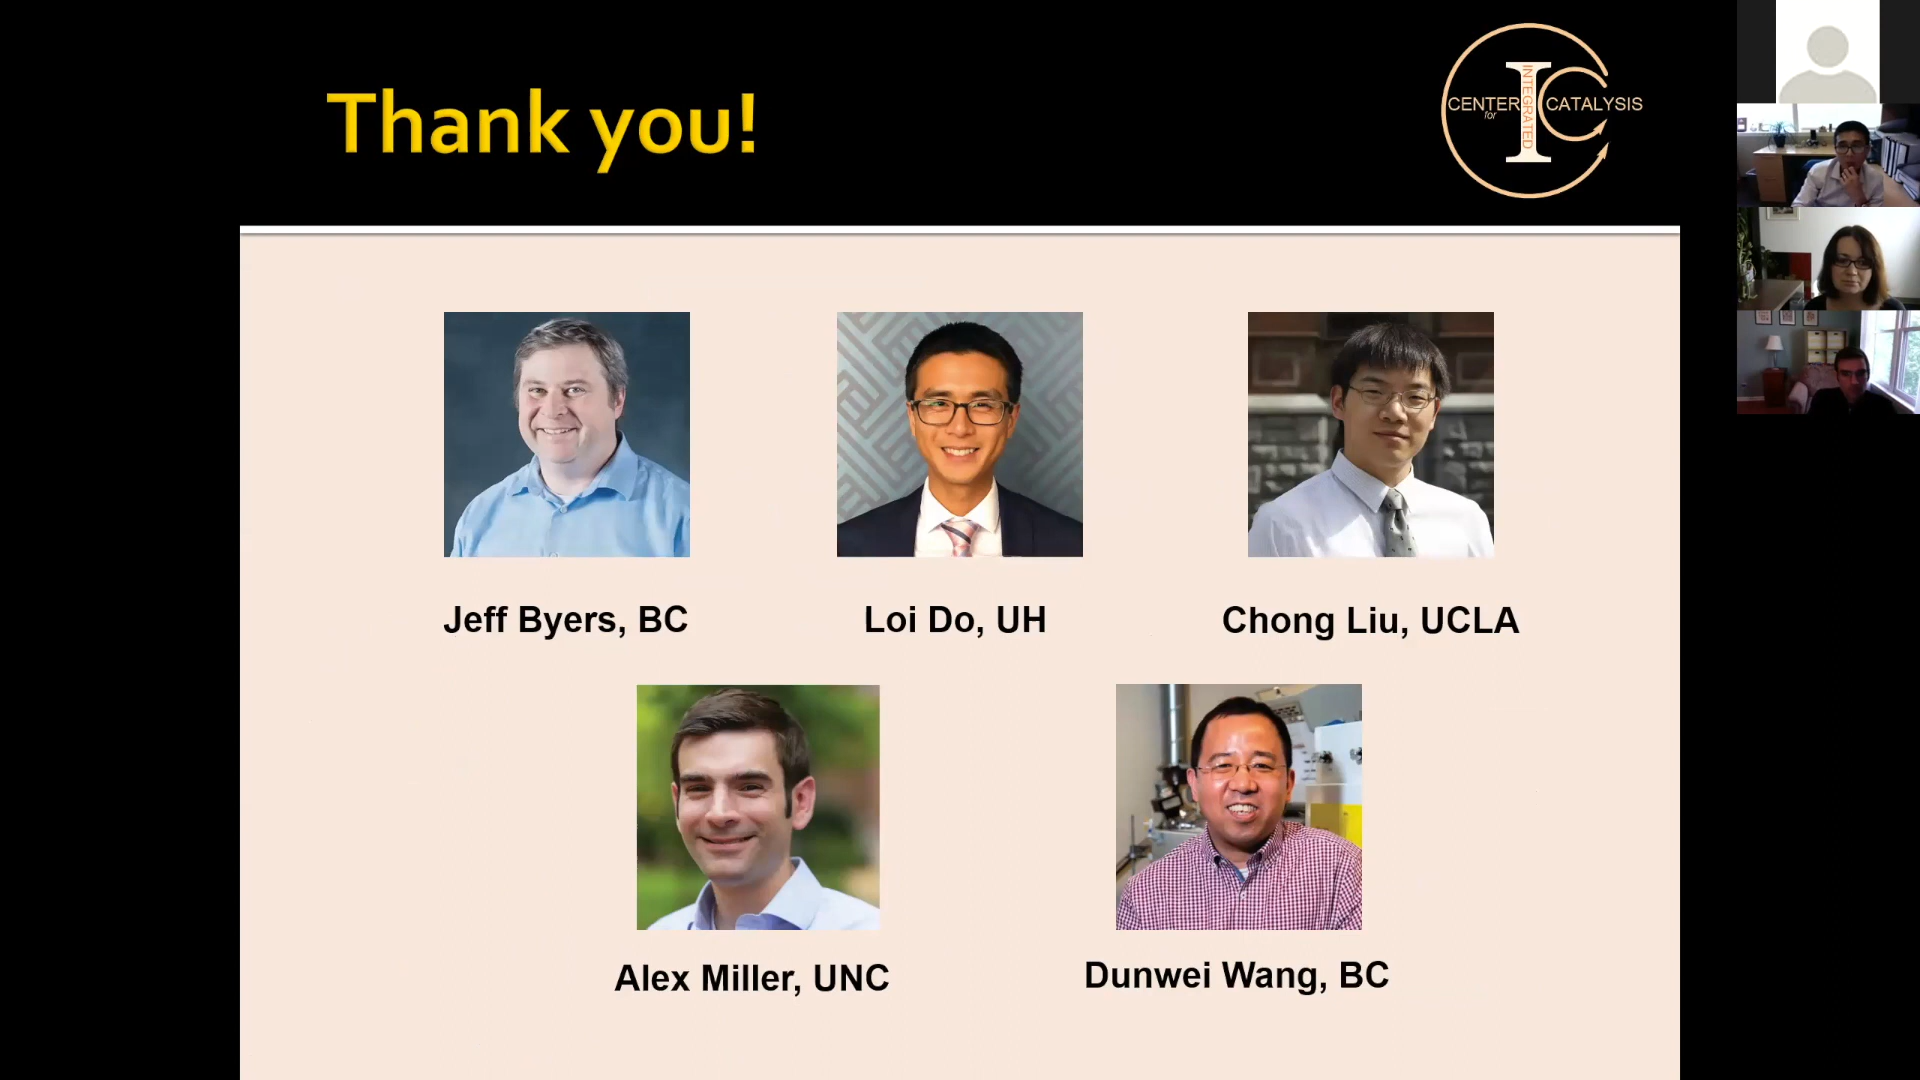 Thank you!
CENTER
for
INTEGRATED
CATALYSIS
Jeff Byers, BC
Loi Do, UH
Chong Liu, UCLA
Alex Miller, UNC
Dunwei Wang, BC